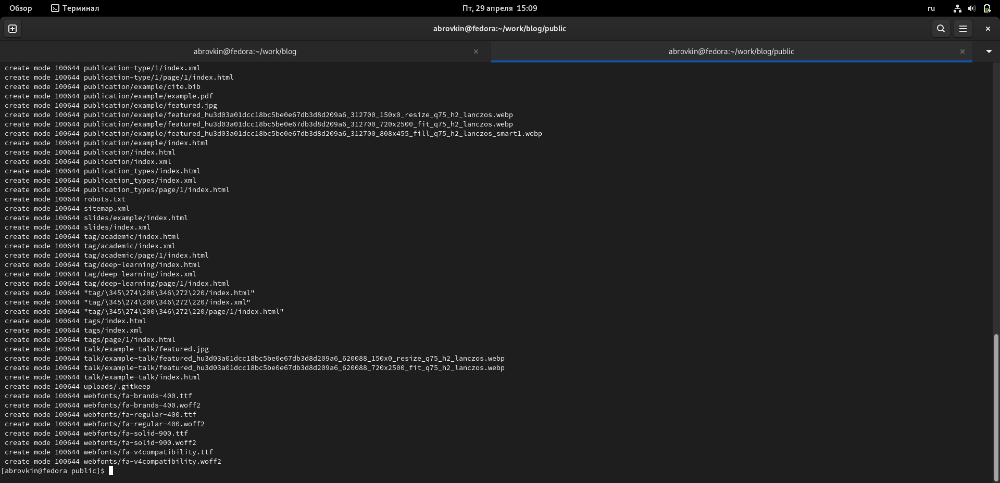 Обзор Терминал Пт, 29 апреля 15:09 ru
abrovkin@fedora:~/work/blog/public
abrovkin@fedora:~/work/blog abrovkin@fedora:~/work/blog/public
create mode 100644 publication-type/1/index.xml
create mode 100644 publication-type/1/page/1/index.html
create mode 100644 publication/example/cite.bib
create mode 100644 publication/example/example.pdf
create mode 100644 publication/example/featured.jpg
create mode 100644 publication/example/featured_hu3d03a01dcc18bc5be0e67db3d8d209a6_312700_150x0_resize_q75_h2_lanczos.webp
create mode 100644 publication/example/featured_hu3d03a01dcc18bc5be0e67db3d8d209a6_312700_720x2500_fit_q75_h2_lanczos.webp
create mode 100644 publication/example/featured_hu3d03a01dcc18bc5be0e67db3d8d209a6_312700_808x455_fill_q75_h2_lanczos_smart1.webp
create mode 100644 publication/example/index.html
create mode 100644 publication/index.html
create mode 100644 publication/index.xml
create mode 100644 publication_types/index.html
create mode 100644 publication_types/index.xml
create mode 100644 publication_types/page/1/index.html
create mode 100644 robots.txt
create mode 100644 sitemap.xml
create mode 100644 slides/example/index.html
create mode 100644 slides/index.xml
create mode 100644 tag/academic/index.html
create mode 100644 tag/academic/index.xml
create mode 100644 tag/academic/page/1/index.html
create mode 100644 tag/deep-learning/index.html
create mode 100644 tag/deep-learning/index.xml
create mode 100644 tag/deep-learning/page/1/index.html
create mode 100644 "tag/\345\274\200\346\272\220/index.html"
create mode 100644 "tag/\345\274\200\346\272\220/index.xml"
create mode 100644 "tag/\345\274\200\346\272\220/page/1/index.html"
create mode 100644 tags/index.html
create mode 100644 tags/index.xml
create mode 100644 tags/page/1/index.html
create mode 100644 talk/example-talk/featured.jpg
create mode 100644 talk/example-talk/featured_hu3d03a01dcc18bc5be0e67db3d8d209a6_620088_150x0_resize_q75_h2_lanczos.webp
create mode 100644 talk/example-talk/featured_hu3d03a01dcc18bc5be0e67db3d8d209a6_620088_720x2500_fit_q75_h2_lanczos.webp
create mode 100644 talk/example-talk/index.html
create mode 100644 uploads/.gitkeep
create mode 100644 webfonts/fa-brands-400.ttf
create mode 100644 webfonts/fa-brands-400.woff2
create mode 100644 webfonts/fa-regular-400.ttf
create mode 100644 webfonts/fa-regular-400.woff2
create mode 100644 webfonts/fa-solid-900.ttf
create mode 100644 webfonts/fa-solid-900.woff2
create mode 100644 webfonts/fa-v4compatibility.ttf
create mode 100644 webfonts/fa-v4compatibility.woff2
[abrovkin@fedora public]$